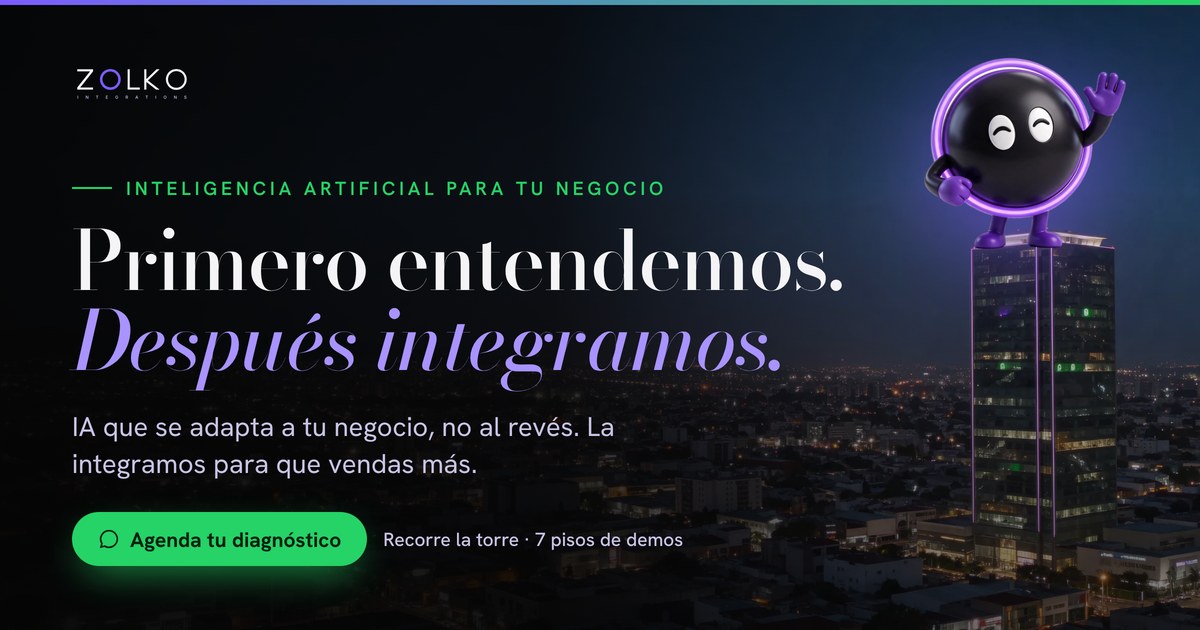 ZOLKO
INTEGRATIONS
INTELIGENCIA ARTIFICIAL PARA TU NEGOCIO
Primero entendemos.
Después integramos.
IA que se adapta a tu negocio, no al revés. La
integramos para que vendas más.
Agenda tu diagnóstico
Recorre la torre · 7 pisos de demos